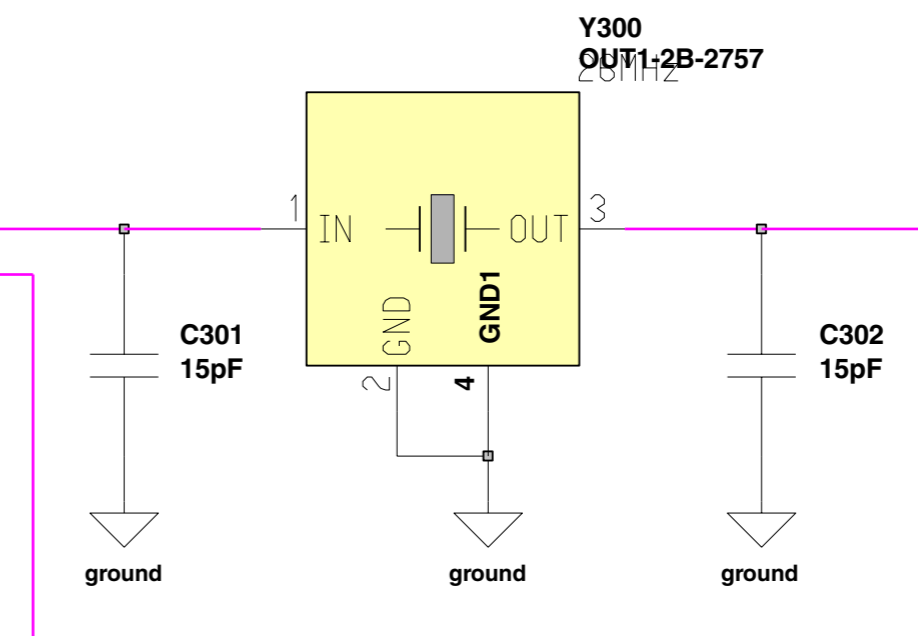 Y300
OUT1-2B-2757
26MHz
1
IN
OUT
3
GND
GND1
C301
15pF
C302
15pF
2
4
ground
ground
ground